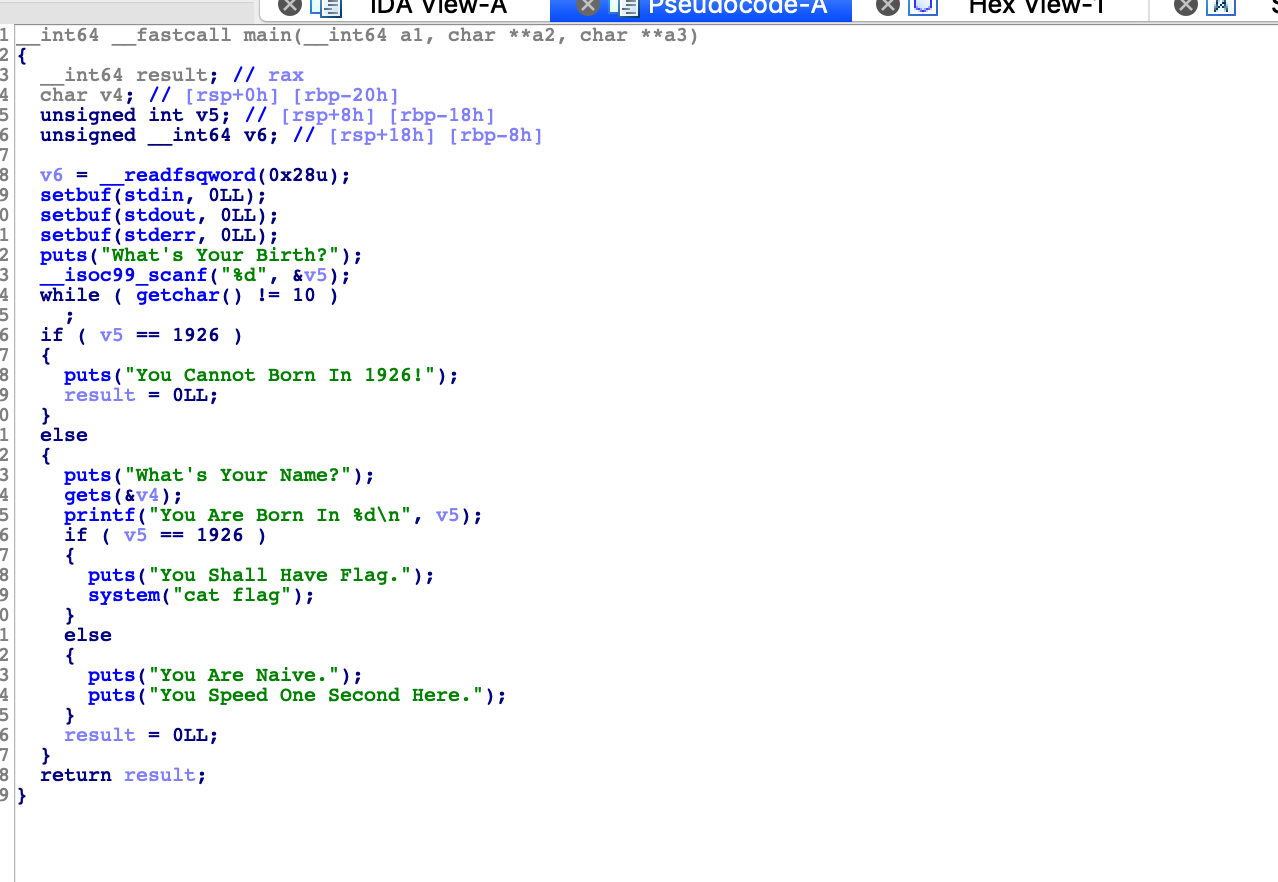 IDA View-A Pseudocode-A Hex View-1
1 __int64 __fastcall main(__int64 a1, char **a2, char **a3)
2 {
3   __int64 result; // rax
4   char v4; // [rsp+0h] [rbp-20h]
5   unsigned int v5; // [rsp+8h] [rbp-18h]
6   unsigned __int64 v6; // [rsp+18h] [rbp-8h]
7
8   v6 = __readfsqword(0x28u);
9   setbuf(stdin, 0LL);
0   setbuf(stdout, 0LL);
1   setbuf(stderr, 0LL);
2   puts("What's Your Birth?");
3   __isoc99_scanf("%d", &v5);
4   while ( getchar() != 10 )
5     ;
6   if ( v5 == 1926 )
7   {
8     puts("You Cannot Born In 1926!");
9     result = 0LL;
0   }
1   else
2   {
3     puts("What's Your Name?");
4     gets(&v4);
5     printf("You Are Born In %d\n", v5);
6     if ( v5 == 1926 )
7     {
8       puts("You Shall Have Flag.");
9       system("cat flag");
0     }
1     else
2     {
3       puts("You Are Naive.");
4       puts("You Speed One Second Here.");
5     }
6     result = 0LL;
7   }
8   return result;
9 }